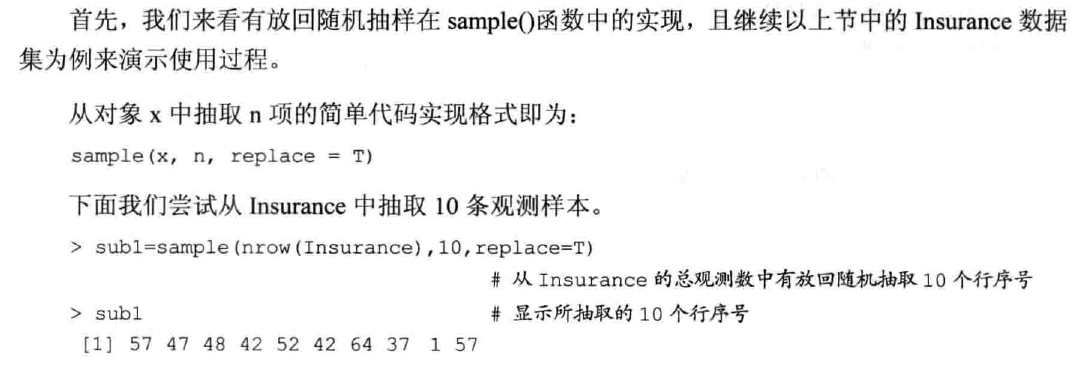 首先，我们来看有放回随机抽样在 sample()函数中的实现，且继续以上节中的 Insurance 数据
集为例来演示使用过程。
从对象 x 中抽取 n 项的简单代码实现格式即为：
sample(x, n, replace = T)
下面我们尝试从 Insurance 中抽取 10 条观测样本。
> sub1=sample(nrow(Insurance),10,replace=T)
# 从 Insurance 的总观测数中有放回随机抽取 10 个行序号
> sub1 # 显示所抽取的 10 个行序号
[1] 57 47 48 42 52 42 64 37 1 57